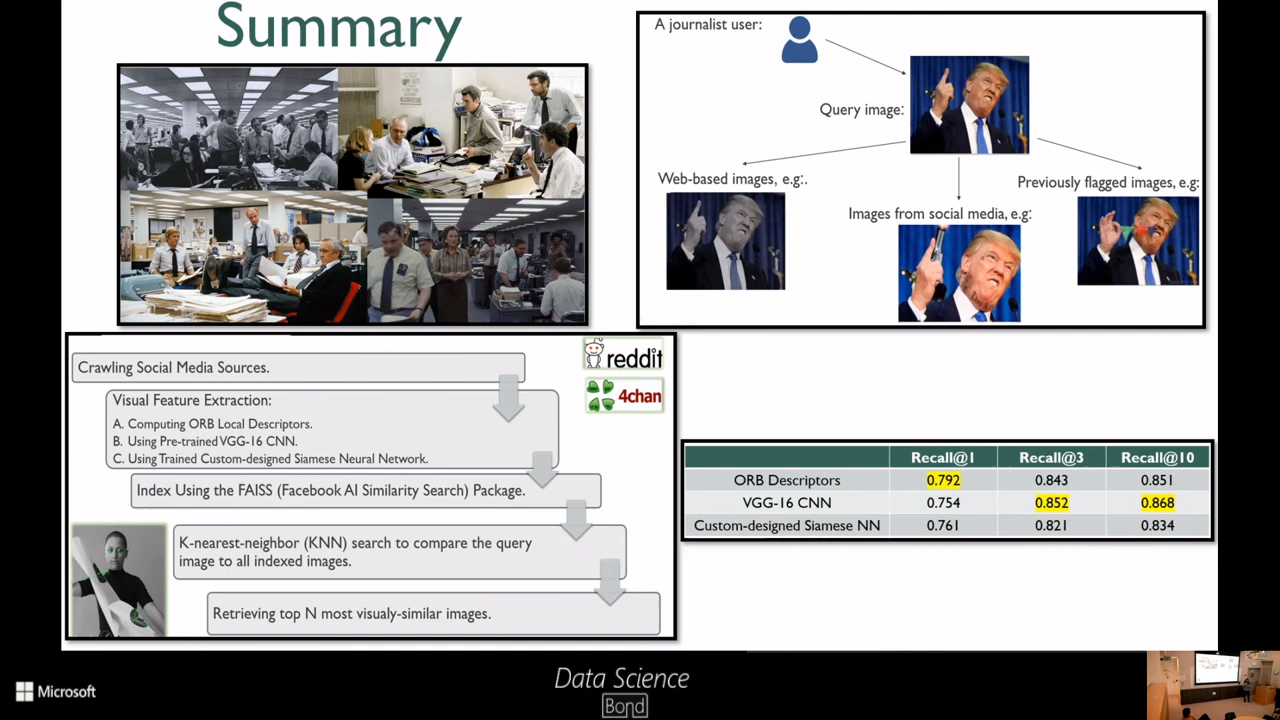 Summary
A journalist user:
Query image:
Web-based images, e.g:.
Images from social media, e.g:
Previously flagged images, e.g:
Crawling Social Media Sources.
reddit
4chan
Visual Feature Extraction:
A. Computing ORB Local Descriptors.
B. Using Pre-trained VGG-16 CNN.
C. Using Trained Custom-designed Siamese Neural Network.
Index Using the FAISS (Facebook AI Similarity Search) Package.
K-nearest-neighbor (KNN) search to compare the query
image to all indexed images.
Retrieving top N most visualy-similar images.
Recall@1 Recall@3 Recall@10
ORB Descriptors 0.792 0.843 0.851
VGG-16 CNN 0.754 0.852 0.868
Custom-designed Siamese NN 0.761 0.821 0.834
Microsoft
Data Science
Bond